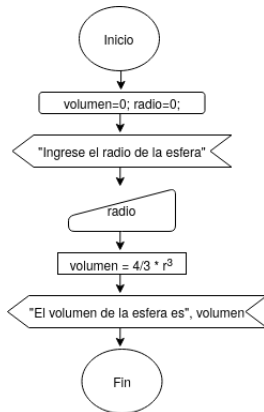 Inicio
volumen=0; radio=0;
"Ingrese el radio de la esfera"
radio
volumen = 4/3 * r³
"El volumen de la esfera es", volumen
Fin